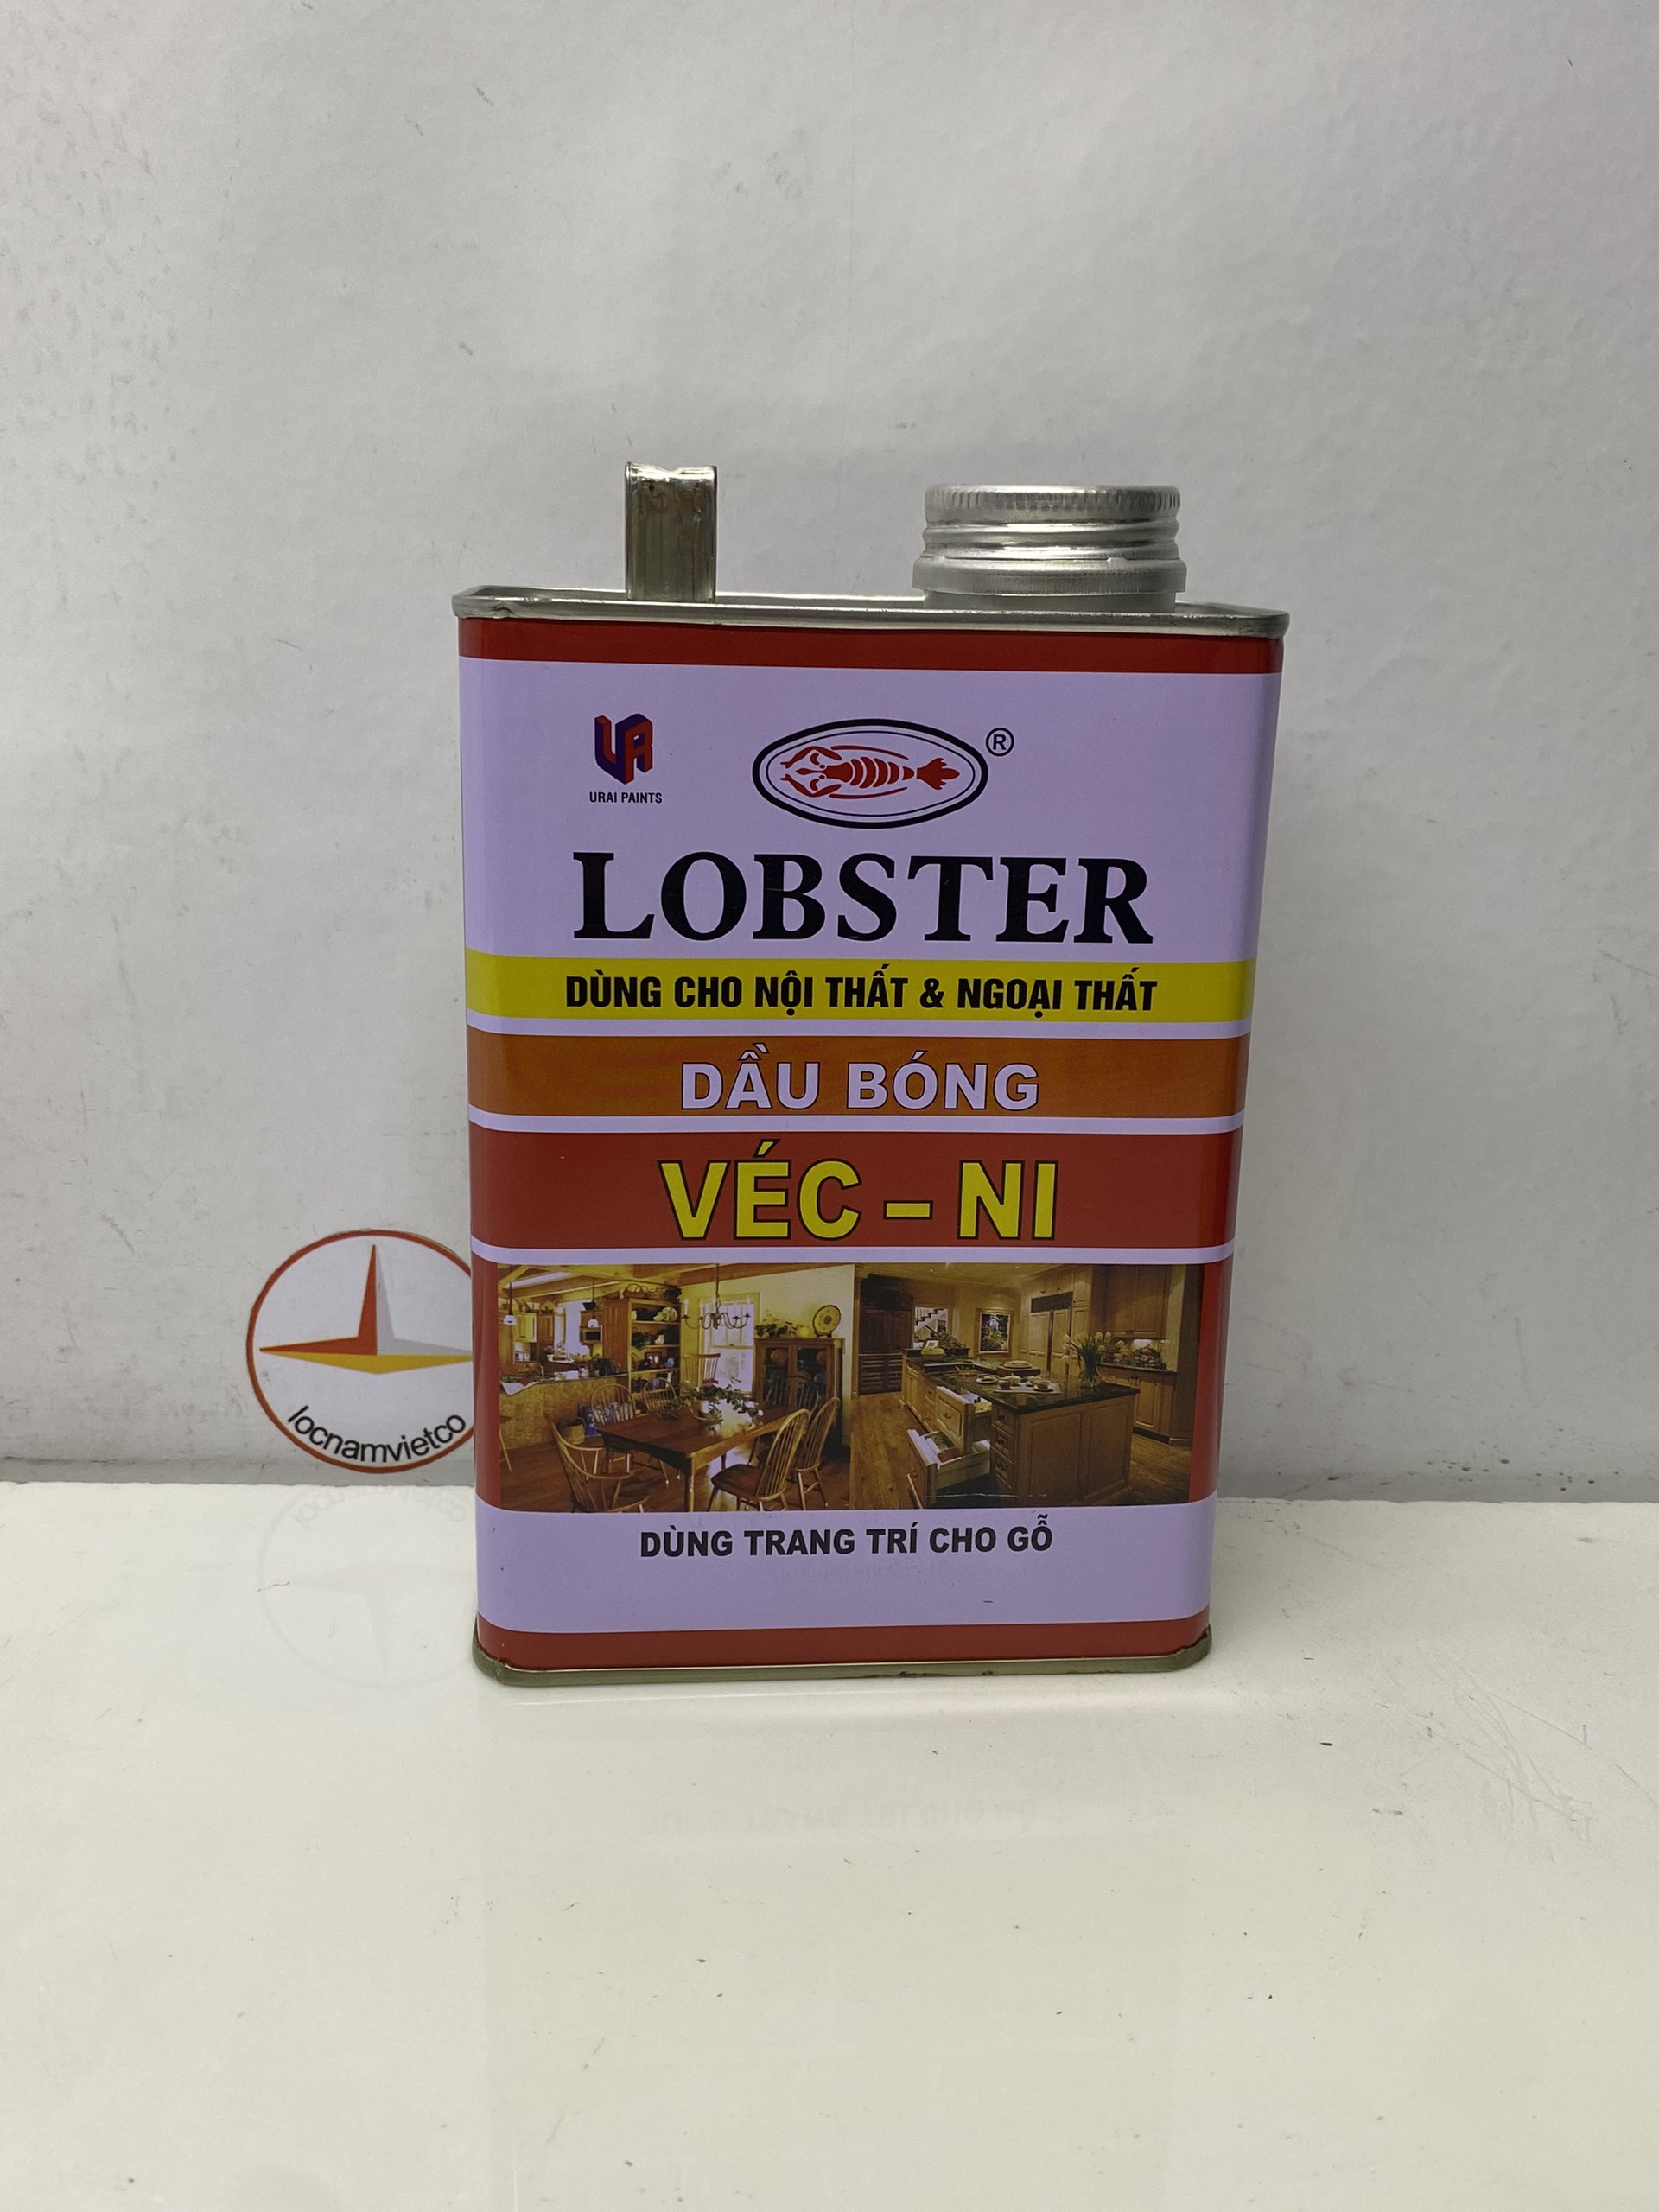 UR
URAI PAINTS
®
LOBSTER
DÙNG CHO NỘI THẤT & NGOẠI THẤT
DẦU BÓNG
VÉC – NI
locnamvietco
DÙNG TRANG TRÍ CHO GỖ